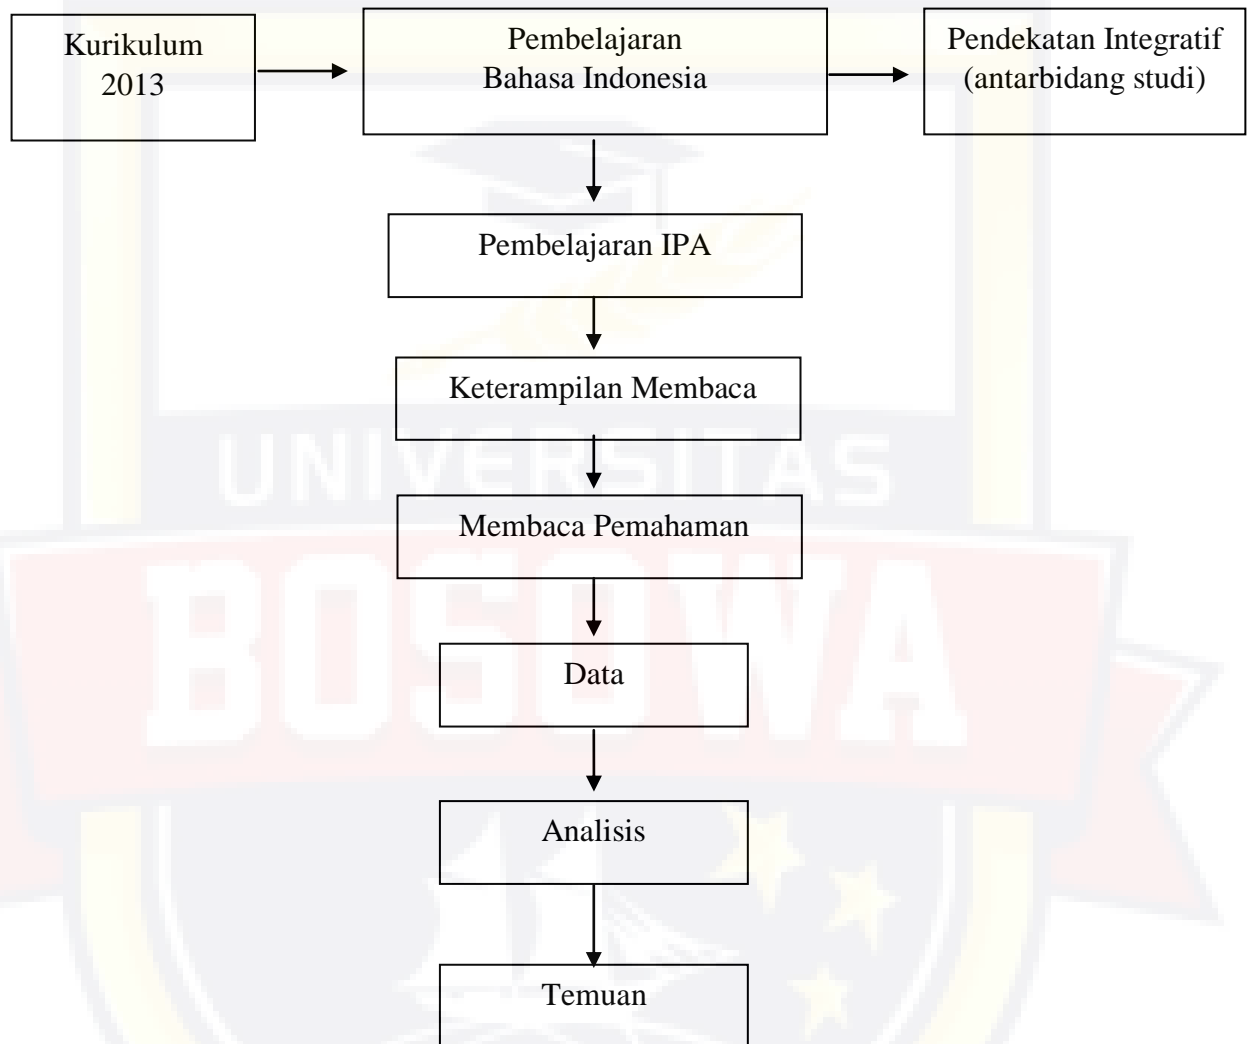 Kurikulum
2013
Pembelajaran
Bahasa Indonesia
Pendekatan Integratif
(antarbidang studi)
Pembelajaran IPA
Keterampilan Membaca
UNIVERSITAS
Membaca Pemahaman
BOSOWA
Data
Analisis
Temuan